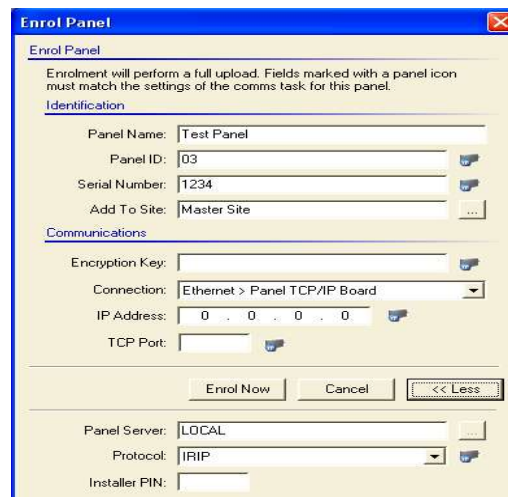 Enrol Panel
Enrol Panel
Enrolment will perform a full upload. Fields marked with a panel icon
must match the settings of the comms task for this panel.
Identification
Panel Name: Test Panel
Panel ID: 03
Serial Number: 1234
Add To Site: Master Site ...
Communications
Encryption Key:
Connection: Ethernet > Panel TCP/IP Board
IP Address: 0 . 0 . 0 . 0
TCP Port:
Enrol Now Cancel << Less
Panel Server: LOCAL ...
Protocol: IRIP
Installer PIN: